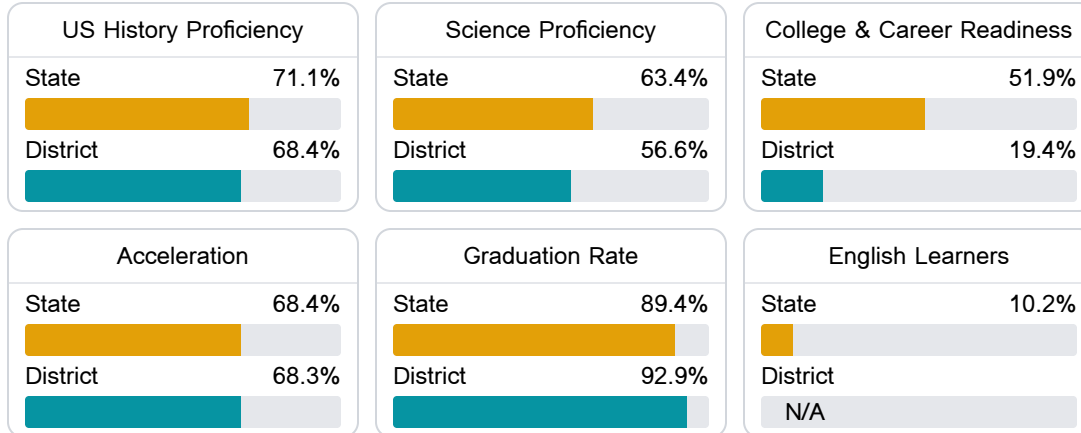 US History Proficiency
State 71.1%
District 68.4%
Science Proficiency
State 63.4%
District 56.6%
College & Career Readiness
State 51.9%
District 19.4%
Acceleration
State 68.4%
District 68.3%
Graduation Rate
State 89.4%
District 92.9%
English Learners
State 10.2%
District
N/A